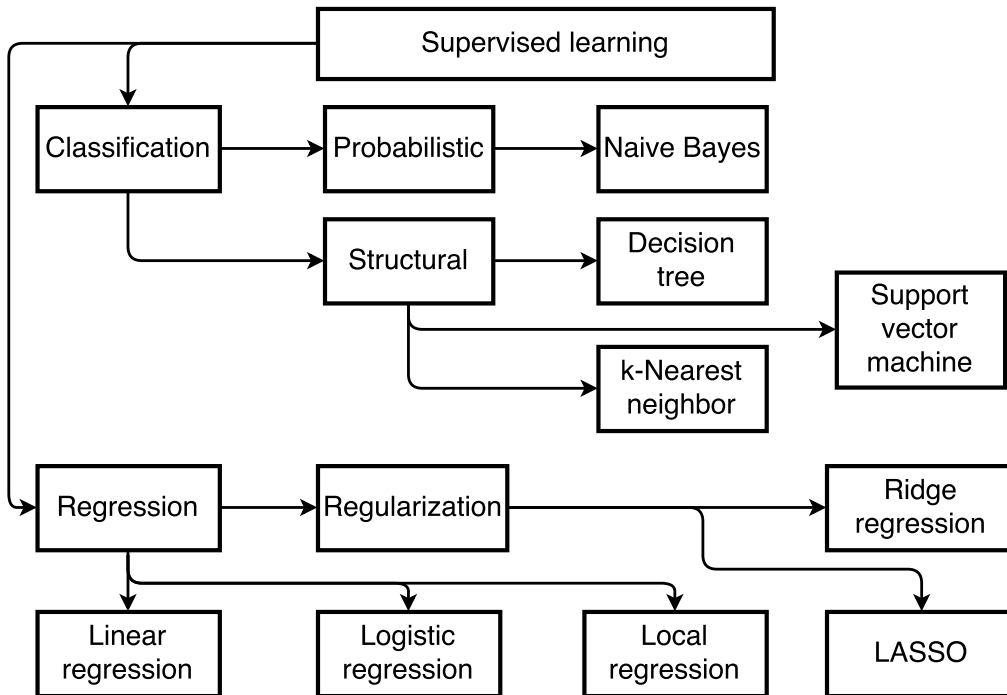 Supervised learning
Classification
Probabilistic
Naive Bayes
Structural
Decision
tree
Support
vector
machine
k-Nearest
neighbor
Regression
Regularization
Ridge
regression
Linear
regression
Logistic
regression
Local
regression
LASSO